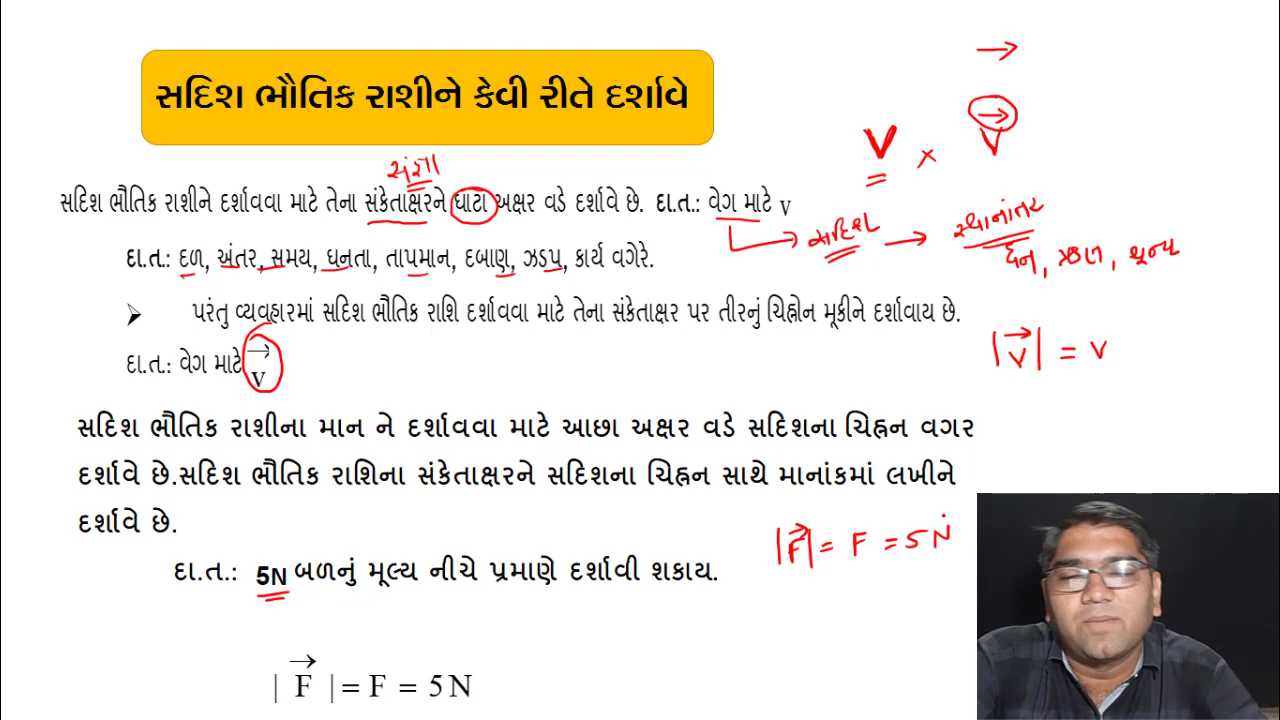 સદિશ ભૌતિક રાશીને કેવી રીતે દર્શાવે
→
v × v⃗
સંજ્ઞા
સદિશ ભૌતિક રાશીને દર્શાવવા માટે તેના સંકેતાક્ષરને ઘાટા અક્ષર વડે દર્શાવે છે. દા.ત.: વેગ માટે v
→ સદિશ → સ્થાનાંતર
ધન, ઋણ, શૂન્ય
દા.ત.: દળ, અંતર, સમય, ઘનતા, તાપમાન, દબાણ, ઝડપ, કાર્ય વગેરે.
➤ પરંતુ વ્યવહારમાં સદિશ ભૌતિક રાશિ દર્શાવવા માટે તેના સંકેતાક્ષર પર તીરનું ચિહ્નોન મૂકીને દર્શાવાય છે.
|v⃗| = v
દા.ત.: વેગ માટે v⃗
સદિશ ભૌતિક રાશીના માન ને દર્શાવવા માટે આછા અક્ષર વડે સદિશના ચિહ્નન વગર
દર્શાવે છે.સદિશ ભૌતિક રાશિના સંકેતાક્ષરને સદિશના ચિહ્નન સાથે માનાંકમાં લખીને
દર્શાવે છે.
|F⃗| = F = 5N
દા.ત.: 5N બળનું મૂલ્ય નીચે પ્રમાણે દર્શાવી શકાય.
| F⃗ | = F = 5 N